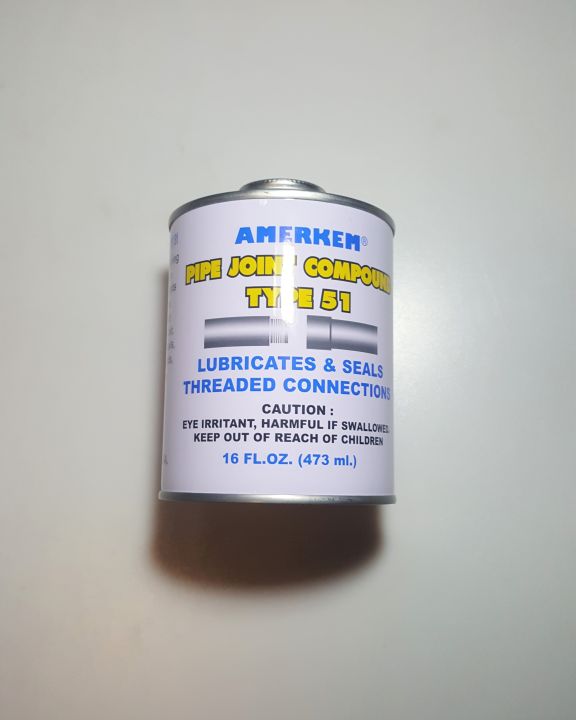 AMERKEM®
PIPE JOINT COMPOUND
TYPE 51
LUBRICATES & SEALS
THREADED CONNECTIONS
CAUTION :
EYE IRRITANT, HARMFUL IF SWALLOWED.
KEEP OUT OF REACH OF CHILDREN
16 FL.OZ. (473 ml.)